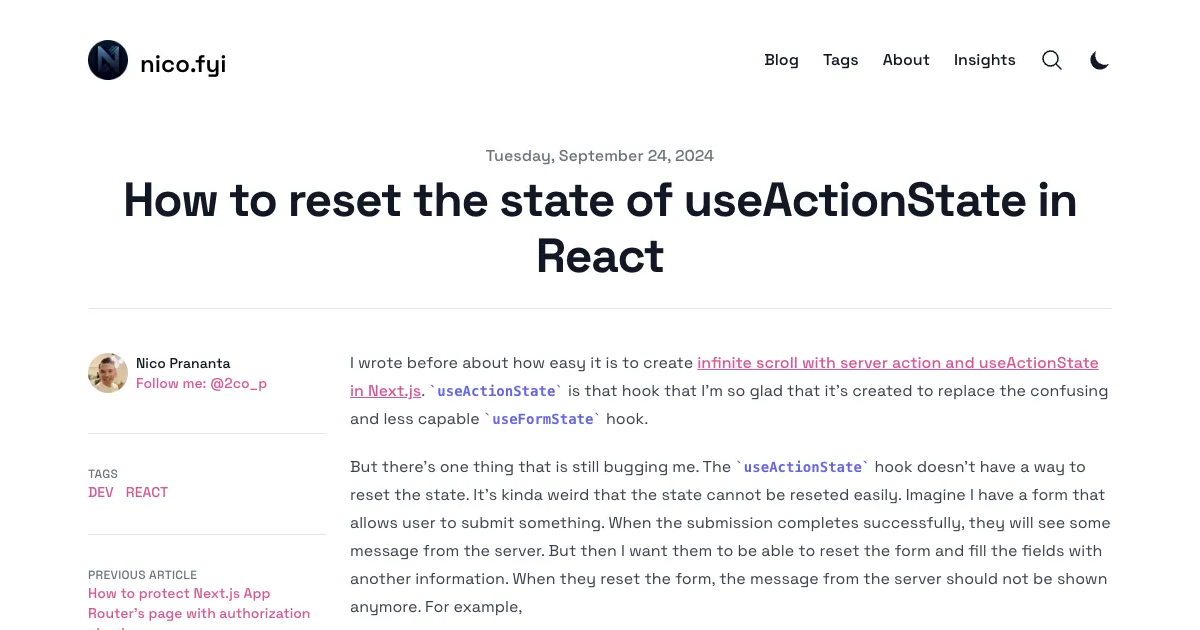 nico.fyi
Blog Tags About Insights
Tuesday, September 24, 2024
How to reset the state of useActionState in
React
Nico Prananta
Follow me: @2co_p
TAGS
DEV REACT
PREVIOUS ARTICLE
How to protect Next.js App
Router's page with authorization
I wrote before about how easy it is to create infinite scroll with server action and useActionState
in Next.js. `useActionState` is that hook that I'm so glad that it's created to replace the confusing
and less capable `useFormState` hook.
But there's one thing that is still bugging me. The `useActionState` hook doesn't have a way to
reset the state. It's kinda weird that the state cannot be reseted easily. Imagine I have a form that
allows user to submit something. When the submission completes successfully, they will see some
message from the server. But then I want them to be able to reset the form and fill the fields with
another information. When they reset the form, the message from the server should not be shown
anymore. For example,